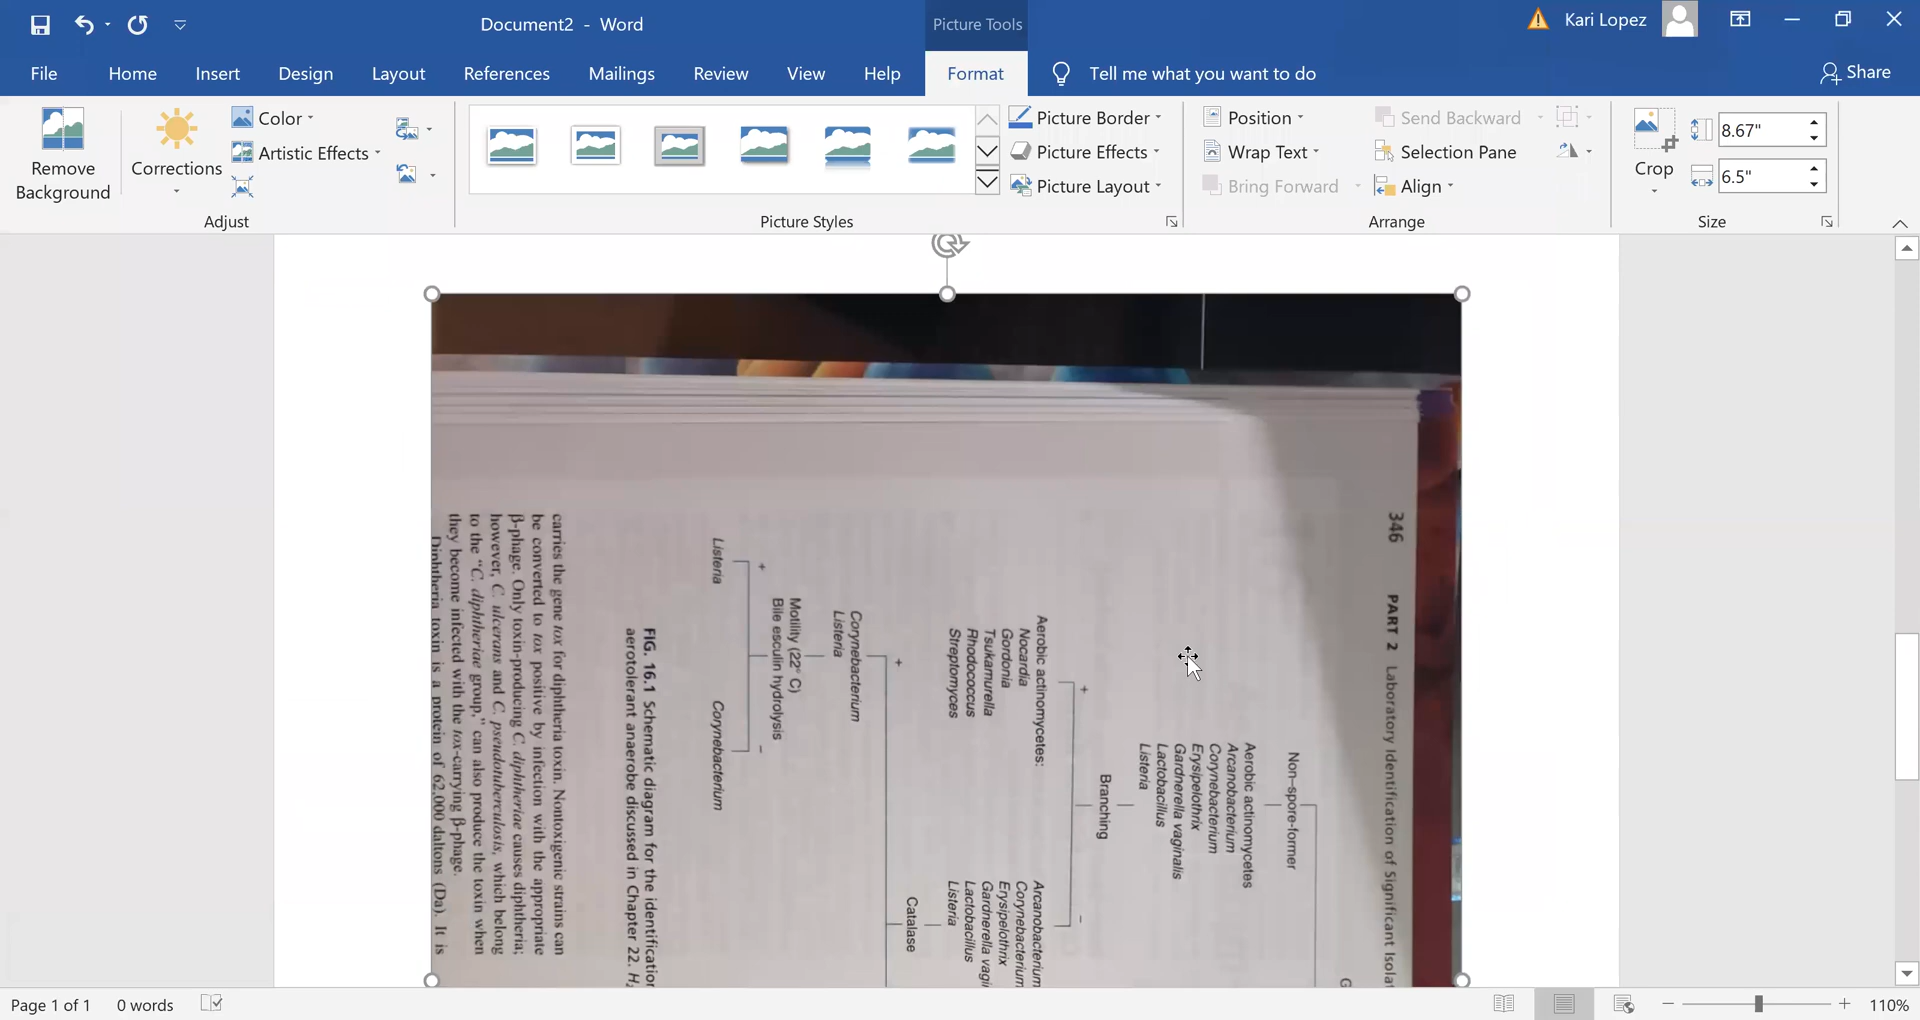 Document2 - Word
Picture Tools
Kari Lopez
File
Home
Insert
Design
Layout
References
Mailings
Review
View
Help
Format
Tell me what you want to do
Share
Remove
Background
Corrections
Color
Artistic Effects
Adjust
Picture Styles
Picture Border
Picture Effects
Picture Layout
Position
Wrap Text
Bring Forward
Send Backward
Selection Pane
Align
Arrange
Crop
8.67"
6.5"
Size
346 PART 2 Laboratory Identification of Significant Isolat
G
Non-spore-former
Aerobic actinomycetes
Arcanobacterium
Corynebacterium
Erysipelothrix
Gardnerella vaginalis
Lactobacillus
Listeria
Branching
+
–
Aerobic actinomycetes:
Nocardia
Gordonia
Tsukamurella
Rhodococcus
Streptomyces
Arcanobacterium
Corynebacterium
Erysipelothrix
Gardnerella vagi
Lactobacillus
Listeria
Catalase
+
Corynebacterium
Listeria
Motility (22° C)
Bile esculin hydrolysis
+
–
Listeria
Corynebacterium
FIG. 16.1 Schematic diagram for the identification
aerotolerant anaerobe discussed in Chapter 22. H
carries the gene tox for diphtheria toxin. Nontoxigenic strains can
be converted to tox positive by infection with the appropriate
β-phage. Only toxin-producing C. diphtheriae causes diphtheria;
however, C. ulcerans and C. pseudotuberculosis, which belong
to the “C. diphtheriae group,” can also produce the toxin when
they become infected with the tox-carrying β-phage.
Diphtheria toxin is a protein of 62,000 daltons (Da). It is
Page 1 of 1
0 words
110%